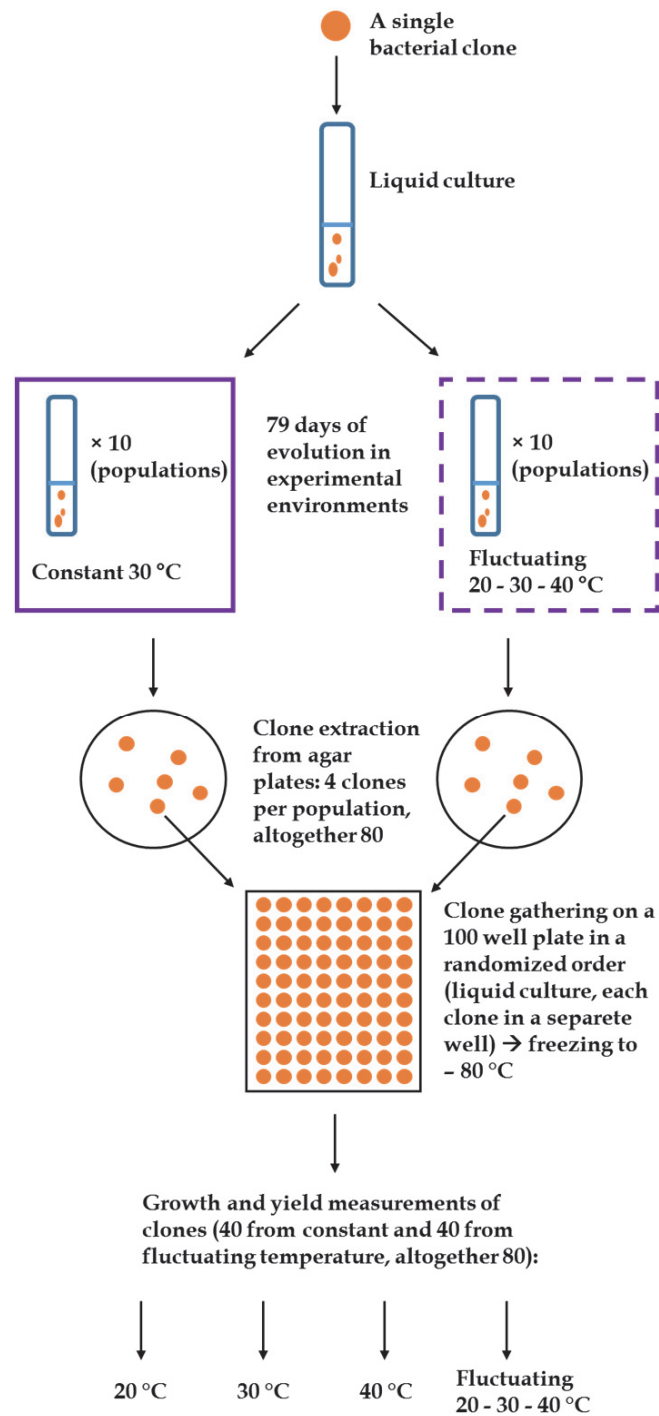 A single
bacterial clone
Liquid culture
× 10
(populations)
Constant 30 °C
79 days of
evolution in
experimental
environments
× 10
(populations)
Fluctuating
20 - 30 - 40 °C
Clone extraction
from agar
plates: 4 clones
per population,
altogether 80
Clone gathering on a
100 well plate in a
randomized order
(liquid culture, each
clone in a separete
well) → freezing to
– 80 °C
Growth and yield measurements of
clones (40 from constant and 40 from
fluctuating temperature, altogether 80):
20 °C
30 °C
40 °C
Fluctuating
20 - 30 - 40 °C